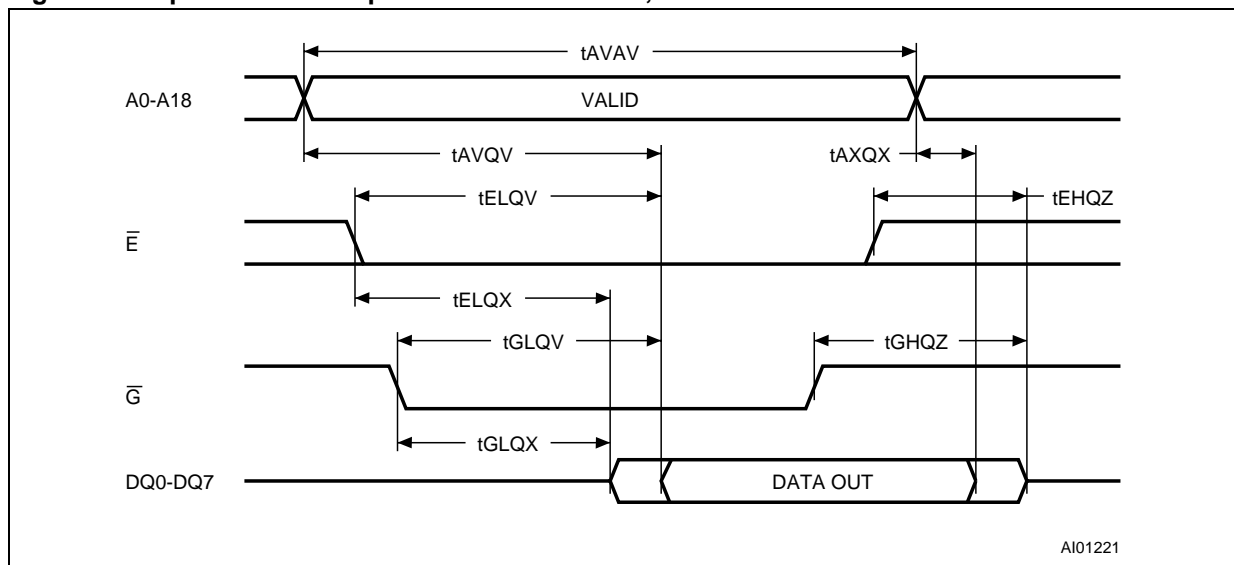 tAVAV
A0-A18
VALID
tAVQV
tAXQX
tELQV
tEHQZ
E̅
tELQX
tGLQV
tGHQZ
G̅
tGLQX
DQ0-DQ7
DATA OUT
AI01221